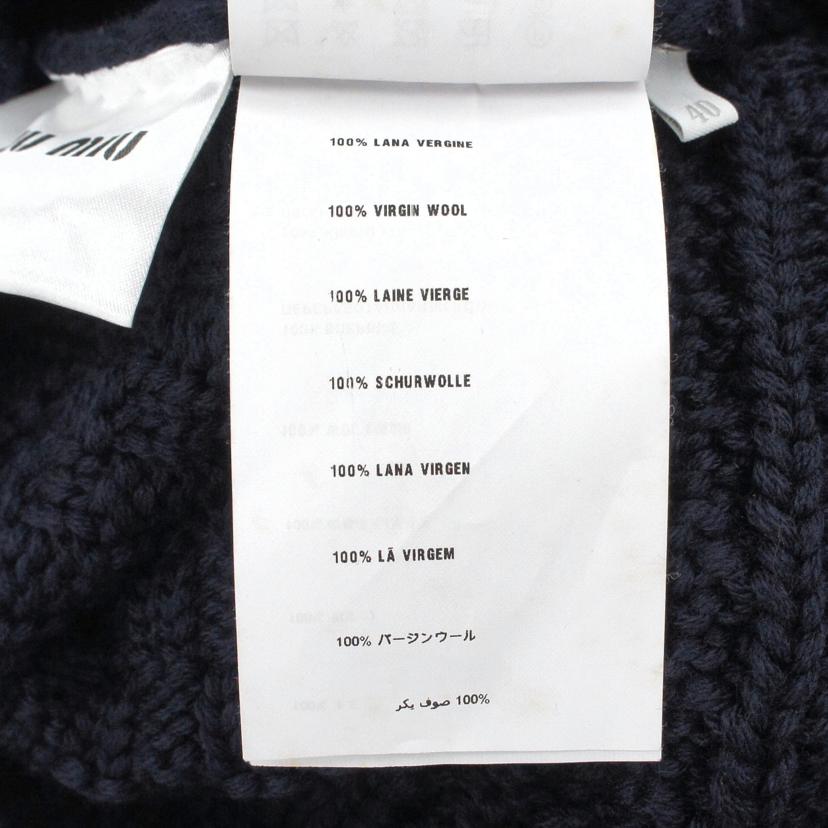 miu
40
100% LANA VERGINE
100% VIRGIN WOOL
100% LAINE VIERGE
100% SCHURWOLLE
100% LANA VIRGEN
100% LÃ VIRGEM
100% バージンウール
100% صوف بكر